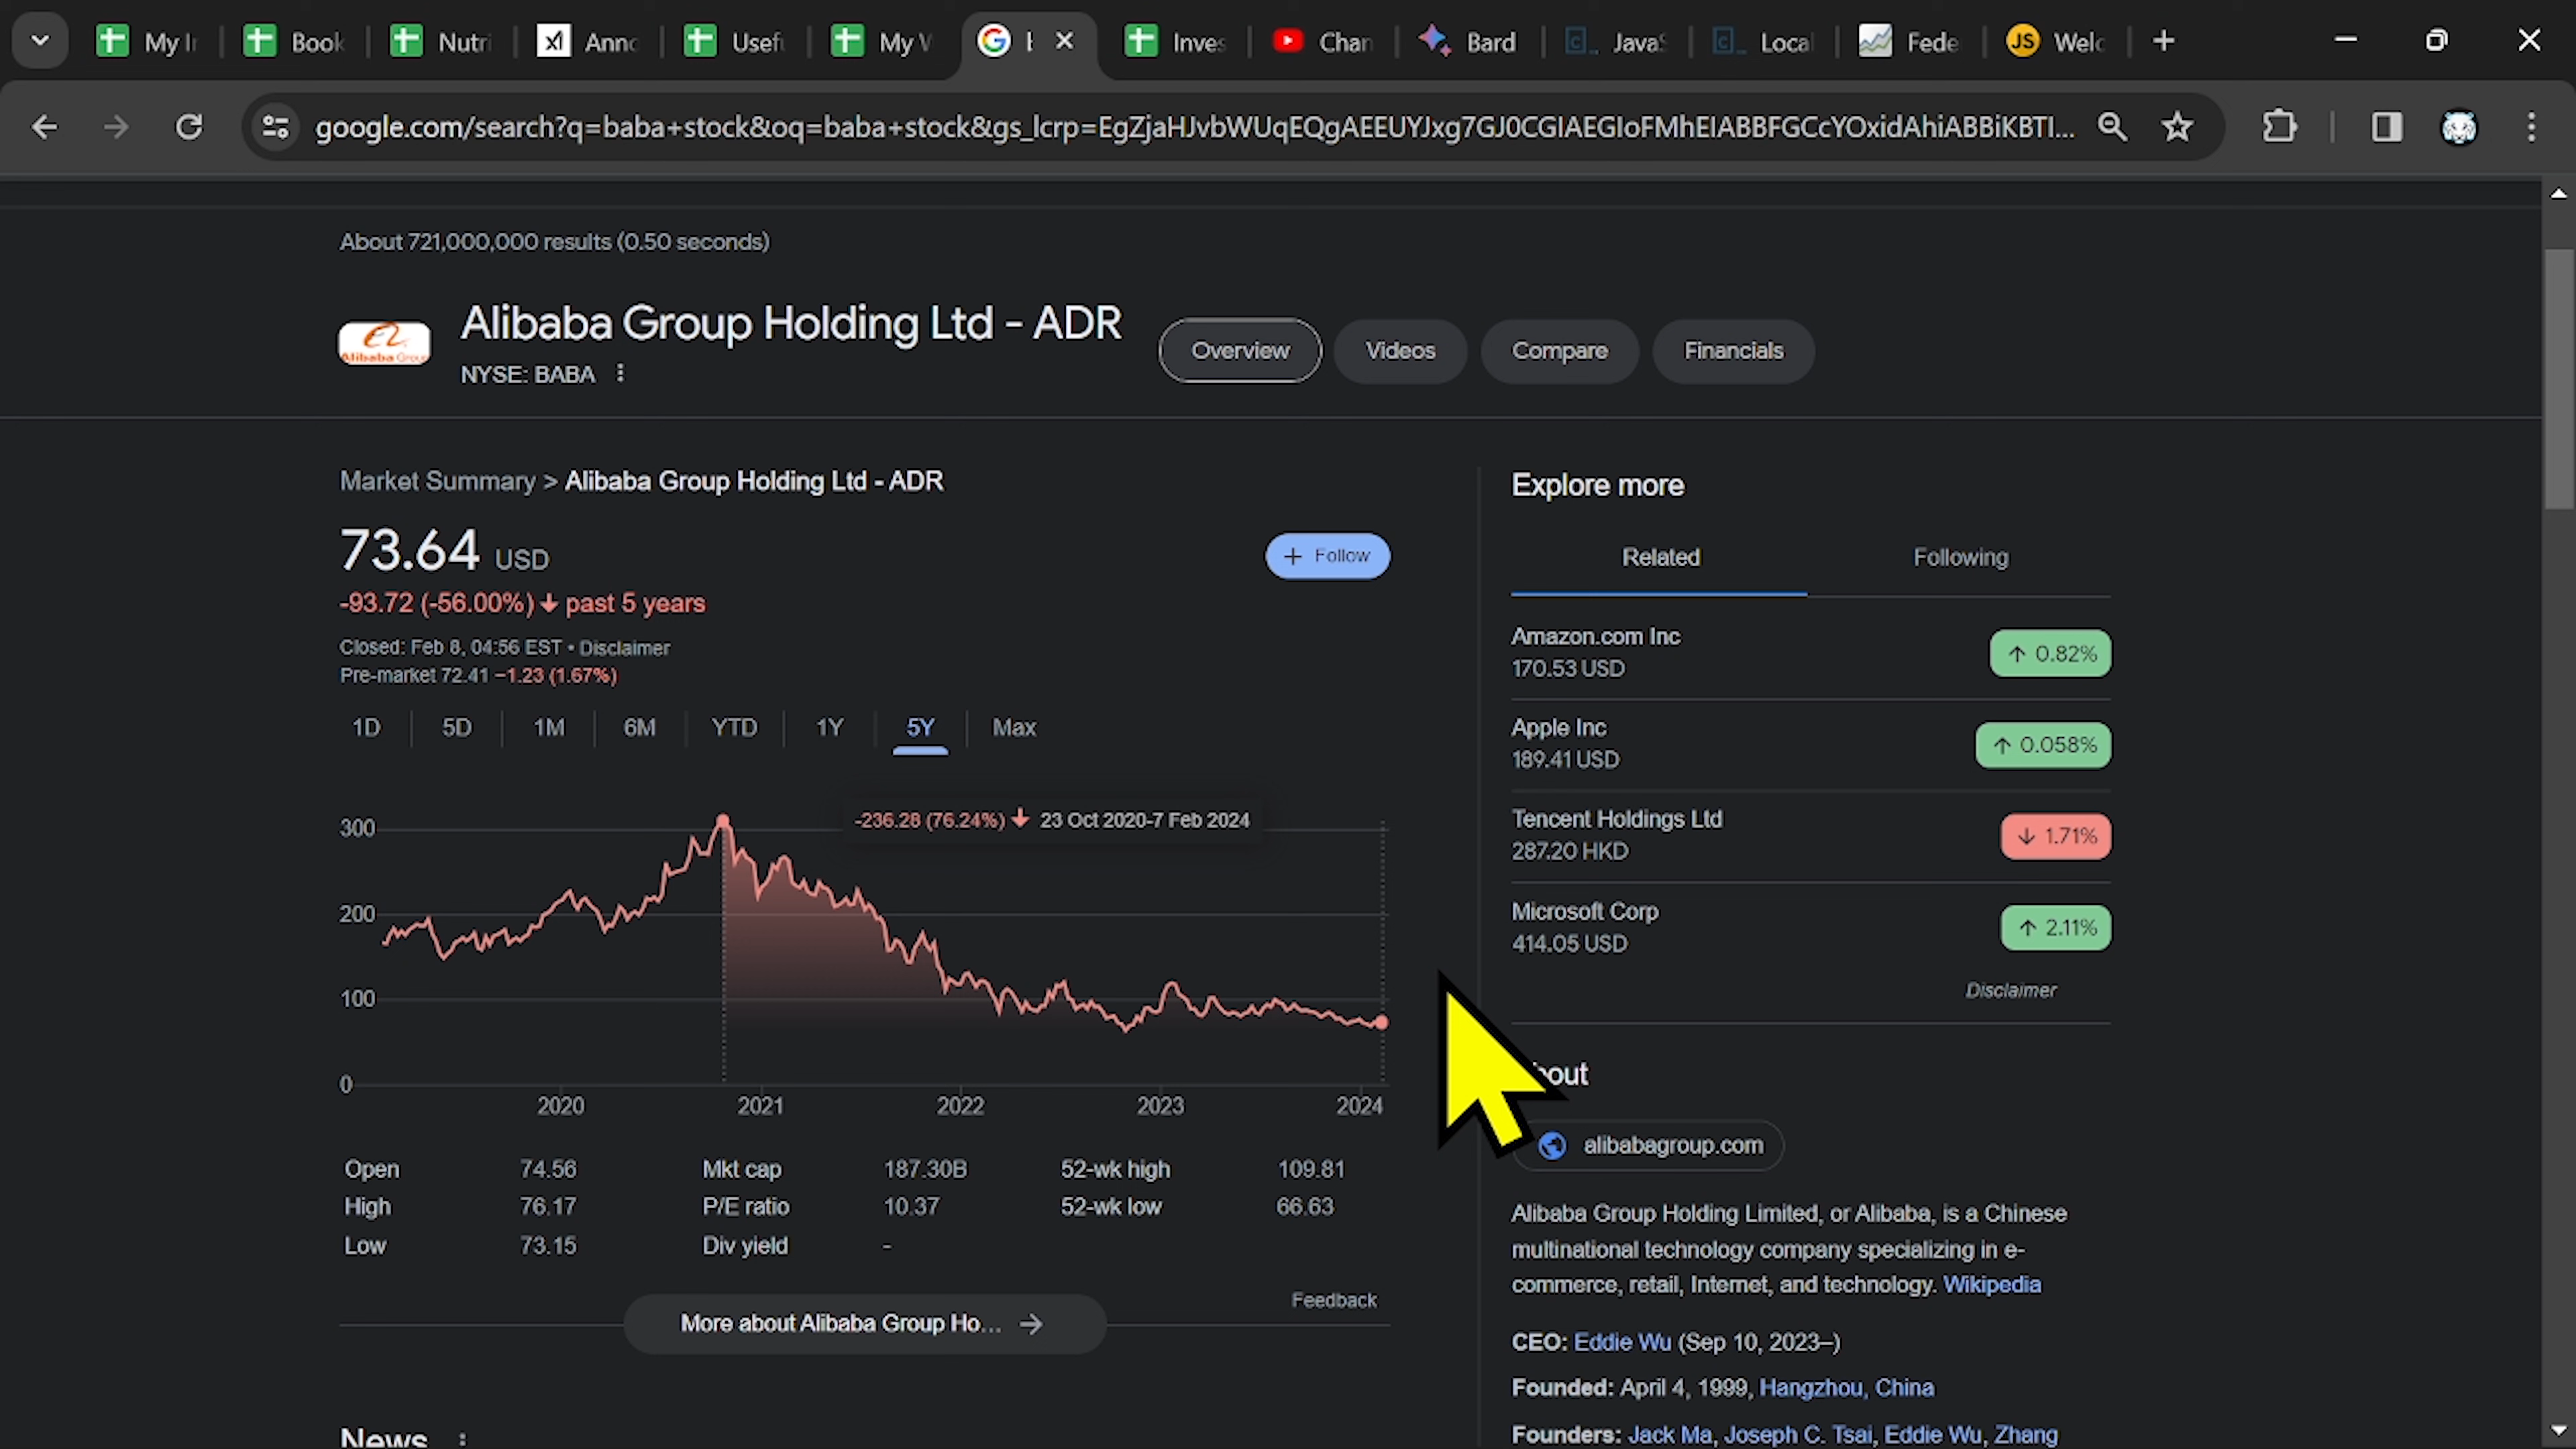 My I
Book
Nutri
Anno
Usef
My W
Inves
Chan
Bard
JavaS
Local
Fede
Welc
google.com/search?q=baba+stock&oq=baba+stock&gs_lcrp=EgZjaHJvbWUqEQgAEEUYJxg7GJ0CGIAEGIoFMhEIABBFGCcYOxidAhiABBiKBTI...
About 721,000,000 results (0.50 seconds)
Alibaba Group Holding Ltd - ADR
NYSE: BABA
Overview
Videos
Compare
Financials
Market Summary > Alibaba Group Holding Ltd - ADR
73.64 USD
+ Follow
-93.72 (-56.00%) past 5 years
Closed: Feb 8, 04:56 EST • Disclaimer
Pre-market 72.41 −1.23 (1.67%)
1D 5D 1M 6M YTD 1Y 5Y Max
-236.28 (76.24%) 23 Oct 2020-7 Feb 2024
300
200
100
0
2020 2021 2022 2023 2024
Open 74.56 Mkt cap 187.30B 52-wk high 109.81
High 76.17 P/E ratio 10.37 52-wk low 66.63
Low 73.15 Div yield -
Feedback
More about Alibaba Group Ho... →
News
Explore more
Related Following
Amazon.com Inc
170.53 USD
↑ 0.82%
Apple Inc
189.41 USD
↑ 0.058%
Tencent Holdings Ltd
287.20 HKD
↓ 1.71%
Microsoft Corp
414.05 USD
↑ 2.11%
Disclaimer
bout
alibabagroup.com
Alibaba Group Holding Limited, or Alibaba, is a Chinese
multinational technology company specializing in e-
commerce, retail, Internet, and technology. Wikipedia
CEO: Eddie Wu (Sep 10, 2023–)
Founded: April 4, 1999, Hangzhou, China
Founders: Jack Ma, Joseph C. Tsai, Eddie Wu, Zhang